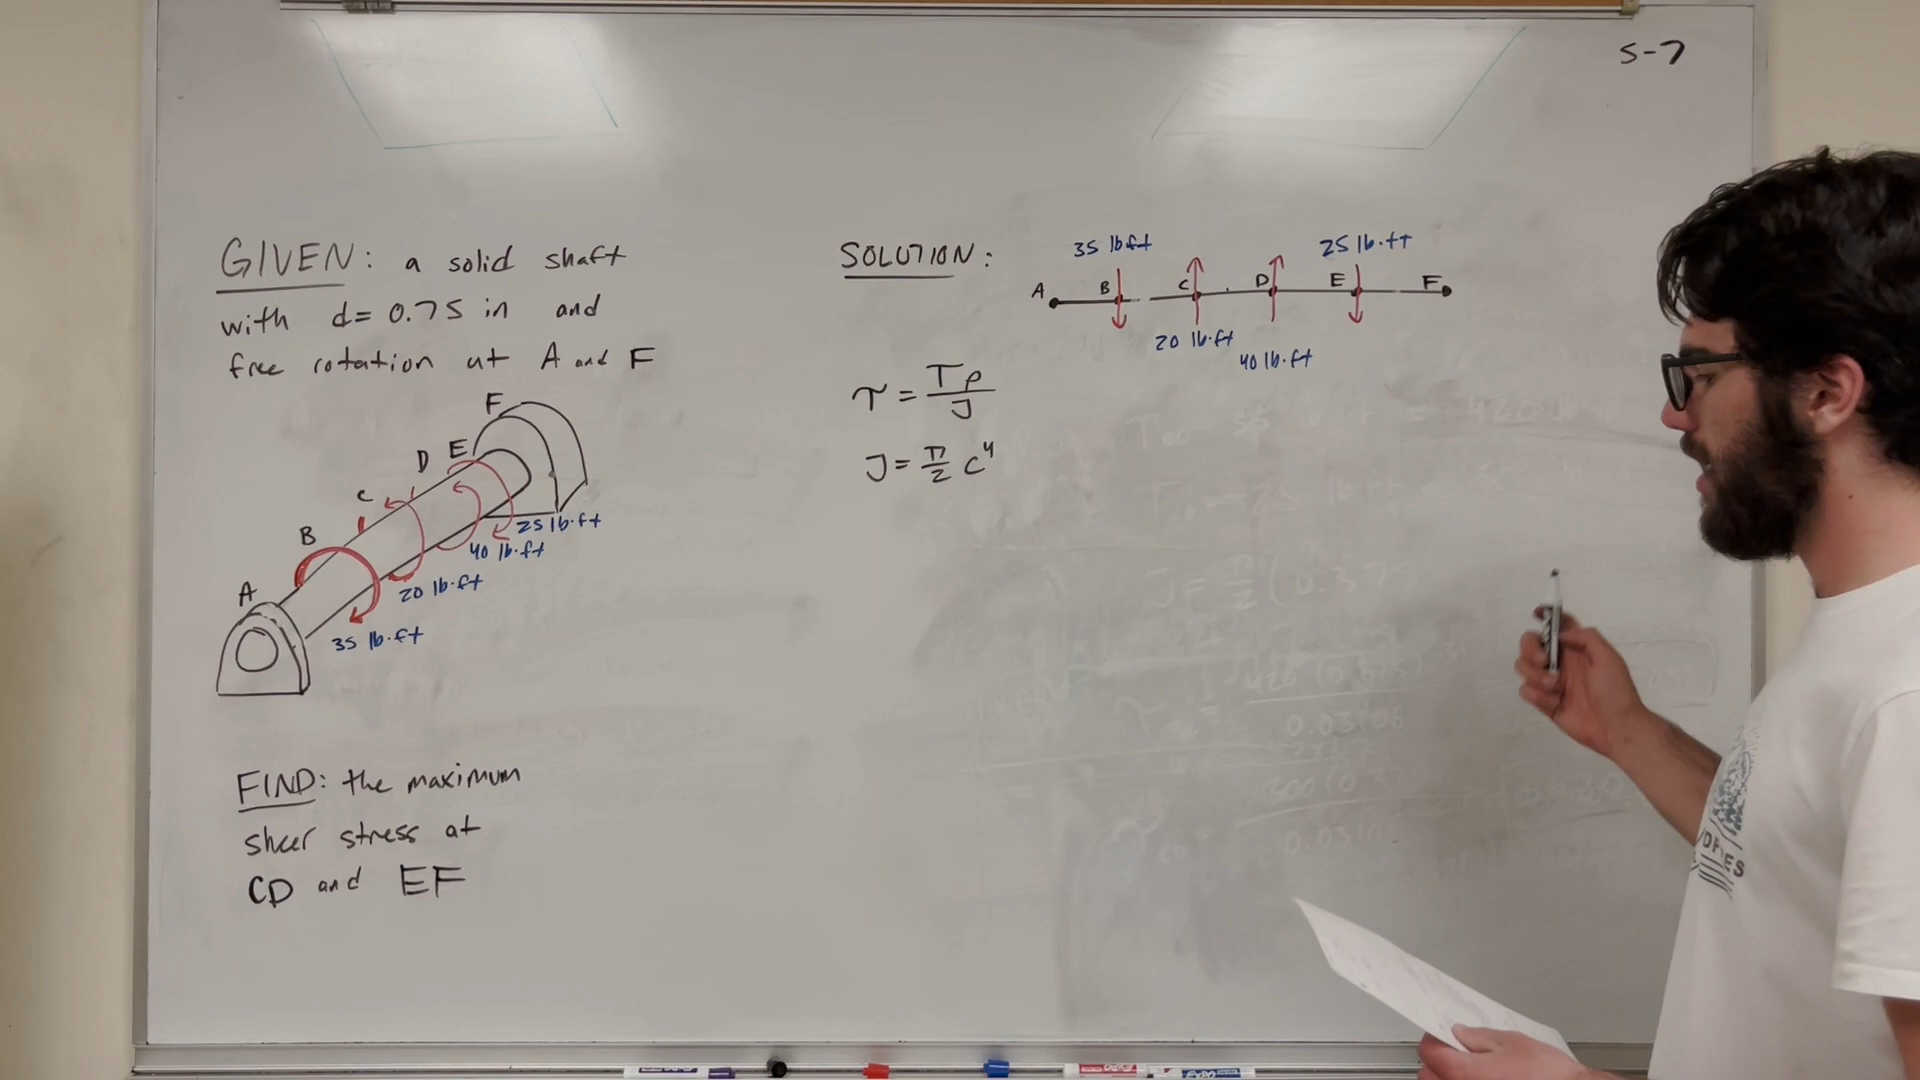 5-7
GIVEN: a solid shaft
with d= 0.75 in and
free rotation at A and F
F
E
D
C
B
A
25 lb·ft
40 lb·ft
20 lb·ft
35 lb·ft
FIND: the maximum
sheer stress at
CD and EF
SOLUTION:
35 lb·ft
25 lb·ft
A B C D E F
20 lb·ft
40 lb·ft
τ = Tρ/J
J = π/2 c⁴